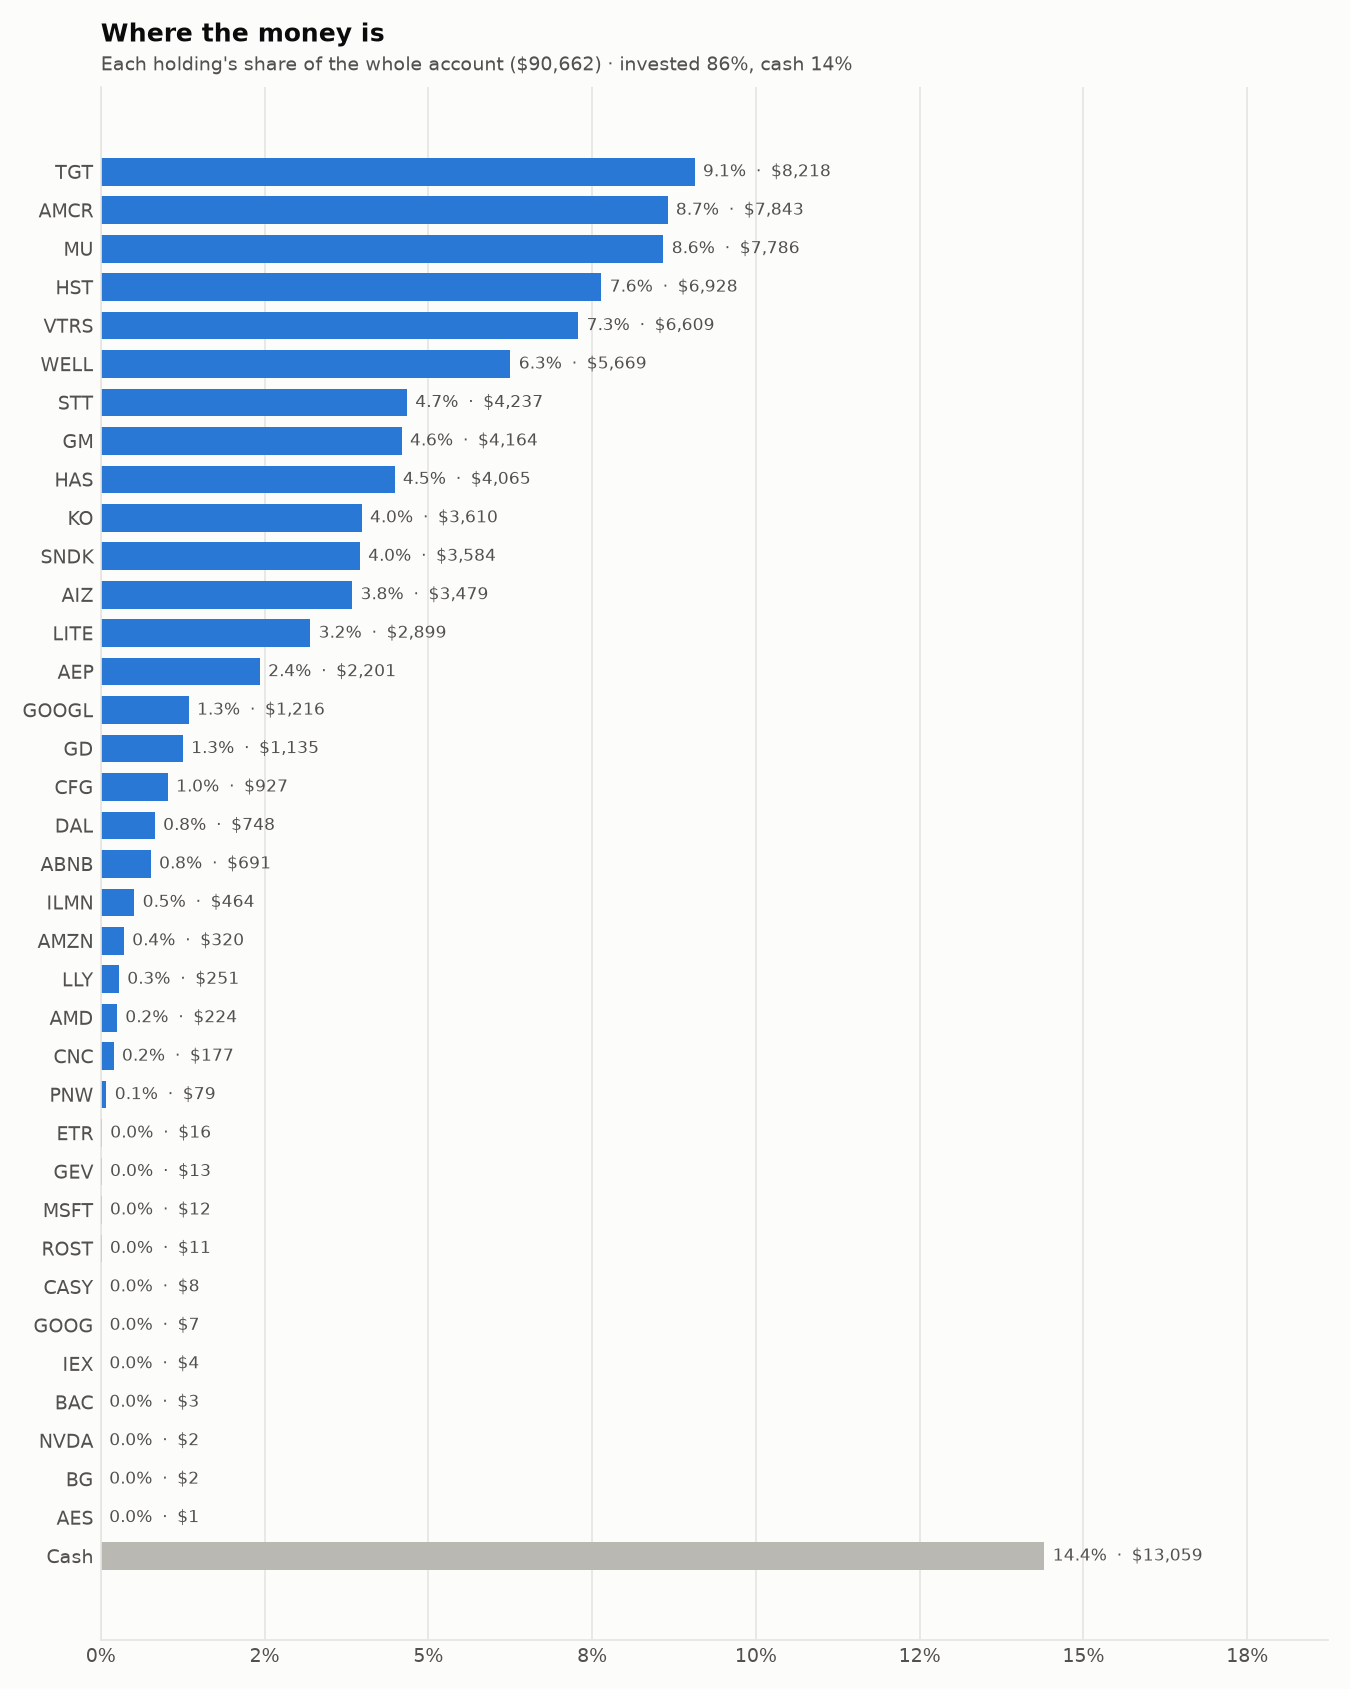 Where the money is
Each holding's share of the whole account ($90,662) · invested 86%, cash 14%
TGT 9.1% · $8,218
AMCR 8.7% · $7,843
MU 8.6% · $7,786
HST 7.6% · $6,928
VTRS 7.3% · $6,609
WELL 6.3% · $5,669
STT 4.7% · $4,237
GM 4.6% · $4,164
HAS 4.5% · $4,065
KO 4.0% · $3,610
SNDK 4.0% · $3,584
AIZ 3.8% · $3,479
LITE 3.2% · $2,899
AEP 2.4% · $2,201
GOOGL 1.3% · $1,216
GD 1.3% · $1,135
CFG 1.0% · $927
DAL 0.8% · $748
ABNB 0.8% · $691
ILMN 0.5% · $464
AMZN 0.4% · $320
LLY 0.3% · $251
AMD 0.2% · $224
CNC 0.2% · $177
PNW 0.1% · $79
ETR 0.0% · $16
GEV 0.0% · $13
MSFT 0.0% · $12
ROST 0.0% · $11
CASY 0.0% · $8
GOOG 0.0% · $7
IEX 0.0% · $4
BAC 0.0% · $3
NVDA 0.0% · $2
BG 0.0% · $2
AES 0.0% · $1
Cash 14.4% · $13,059
0% 2% 5% 8% 10% 12% 15% 18%